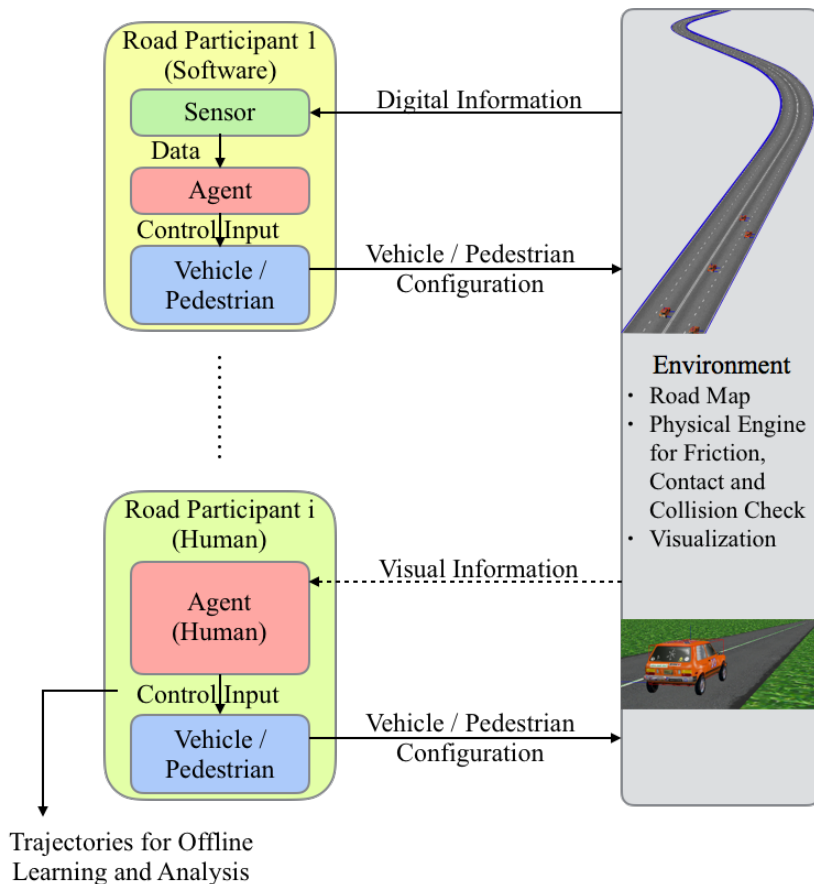 Road Participant 1
(Software)
Sensor
Data
Agent
Control Input
Vehicle /
Pedestrian
Digital Information
Vehicle / Pedestrian
Configuration
Environment
· Road Map
· Physical Engine
for Friction,
Contact and
Collision Check
· Visualization
Road Participant i
(Human)
Agent
(Human)
Control Input
Vehicle /
Pedestrian
Visual Information
Vehicle / Pedestrian
Configuration
Trajectories for Offline
Learning and Analysis